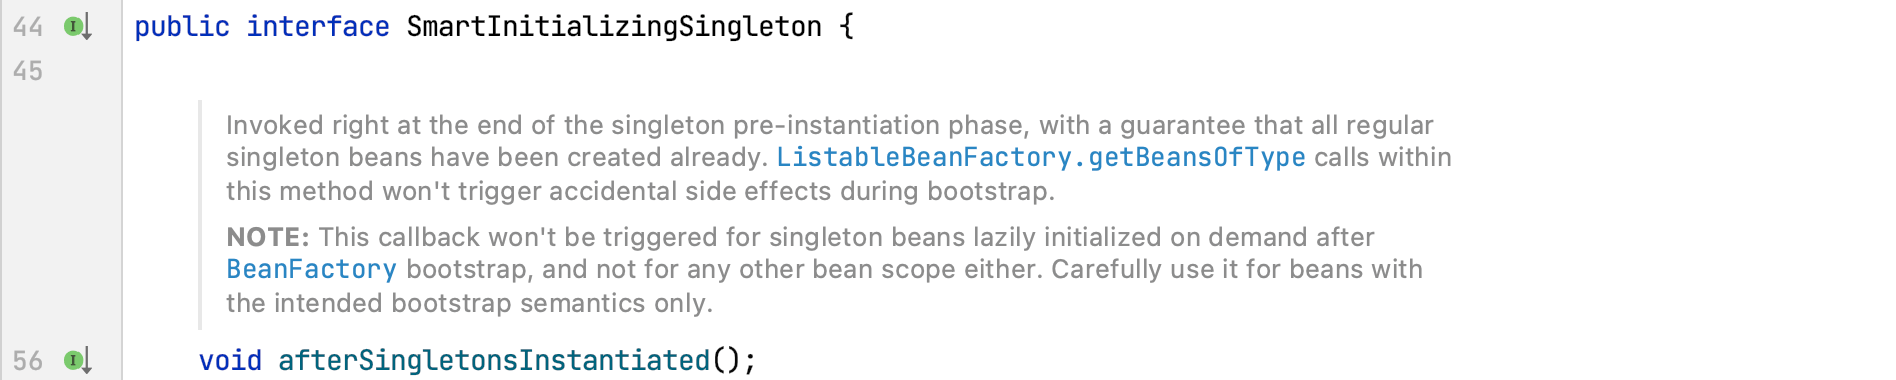 44 public interface SmartInitializingSingleton {
45
Invoked right at the end of the singleton pre-instantiation phase, with a guarantee that all regular
singleton beans have been created already. ListableBeanFactory.getBeansOfType calls within
this method won't trigger accidental side effects during bootstrap.
NOTE: This callback won't be triggered for singleton beans lazily initialized on demand after
BeanFactory bootstrap, and not for any other bean scope either. Carefully use it for beans with
the intended bootstrap semantics only.
56 void afterSingletonsInstantiated();